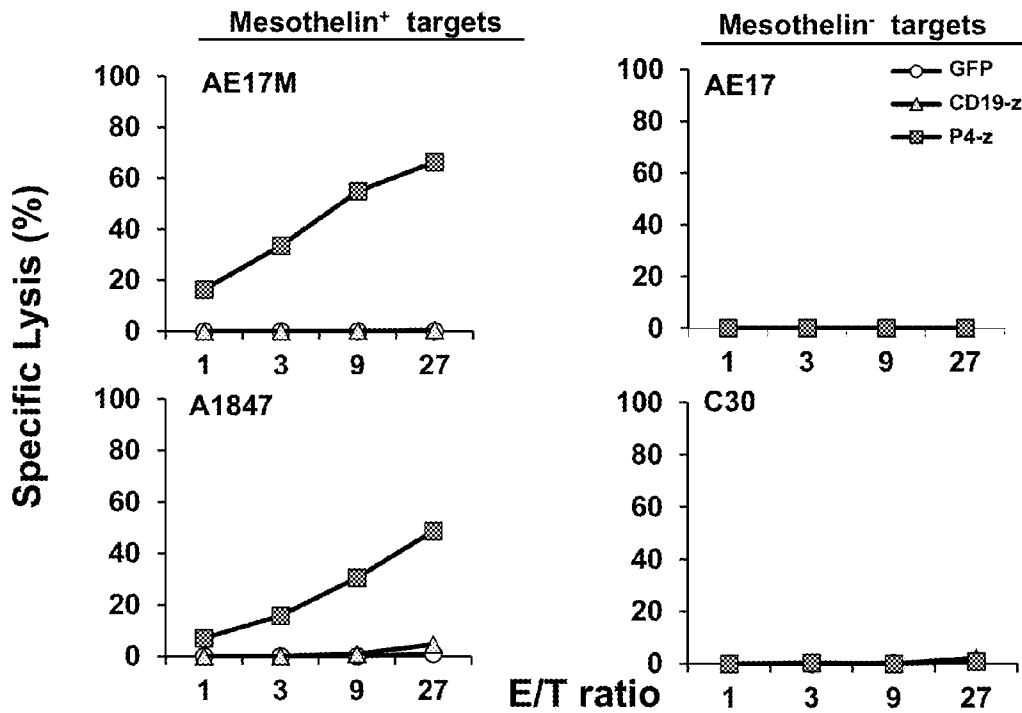 Mesothelin⁺ targets
Mesothelin⁻ targets
Specific Lysis (%)
AE17M
100
80
60
40
20
0
1 3 9 27
AE17
GFP
CD19-z
P4-z
100
80
60
40
20
0
1 3 9 27
A1847
100
80
60
40
20
0
1 3 9 27
C30
100
80
60
40
20
0
1 3 9 27
E/T ratio